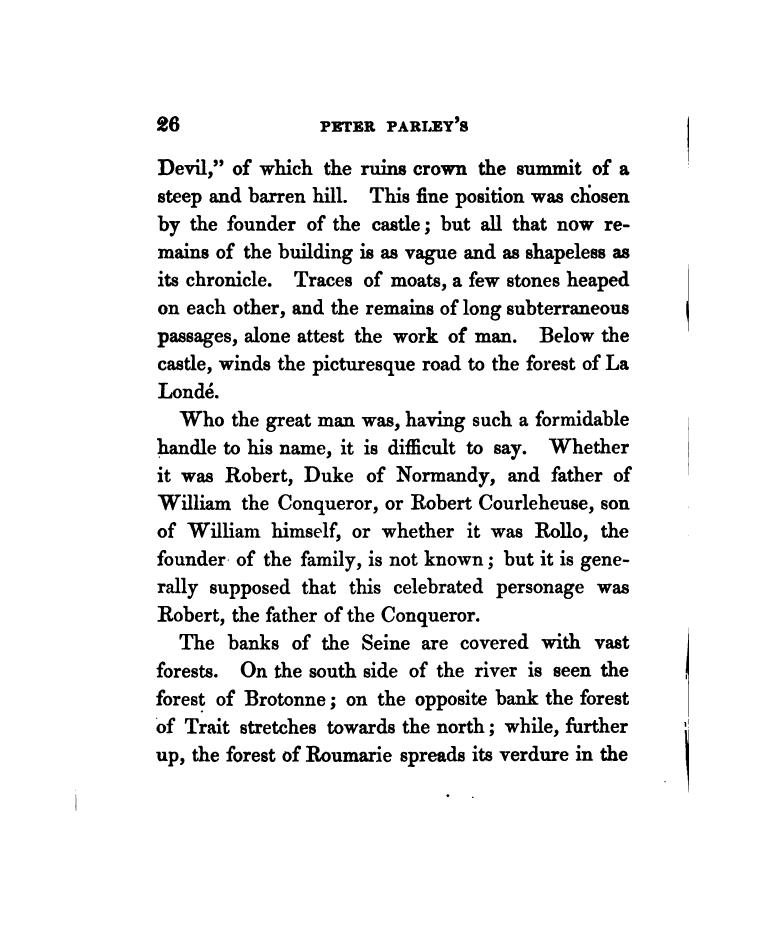 26 PETER PARLEY'S
Devil,” of which the ruins crown the summit of a
steep and barren hill. This fine position was chosen
by the founder of the castle; but all that now re-
mains of the building is as vague and as shapeless as
its chronicle. Traces of moats, a few stones heaped
on each other, and the remains of long subterraneous
passages, alone attest the work of man. Below the
castle, winds the picturesque road to the forest of La
Londé.
Who the great man was, having such a formidable
handle to his name, it is difficult to say. Whether
it was Robert, Duke of Normandy, and father of
William the Conqueror, or Robert Courleheuse, son
of William himself, or whether it was Rollo, the
founder of the family, is not known; but it is gene-
rally supposed that this celebrated personage was
Robert, the father of the Conqueror.
The banks of the Seine are covered with vast
forests. On the south side of the river is seen the
forest of Brotonne; on the opposite bank the forest
of Trait stretches towards the north; while, further
up, the forest of Roumarie spreads its verdure in the